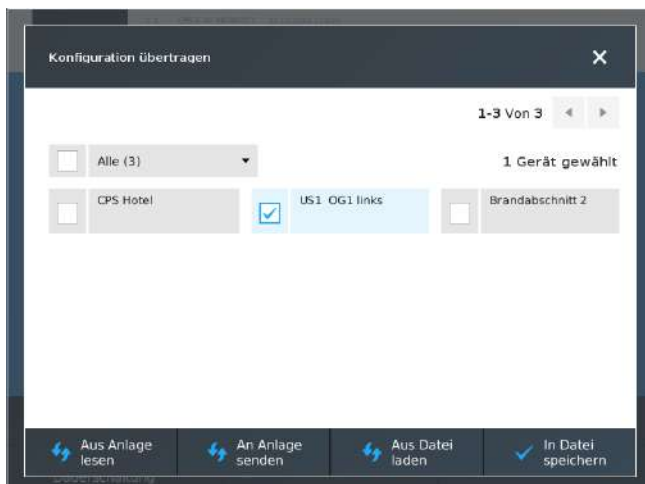 Konfiguration übertragen
1-3 Von 3
Alle (3)
1 Gerät gewählt
CPS Hotel
US1 OG1 links
Brandabschnitt 2
Aus Anlage
lesen
An Anlage
senden
Aus Datei
laden
In Datei
speichern
Dauerschaltung